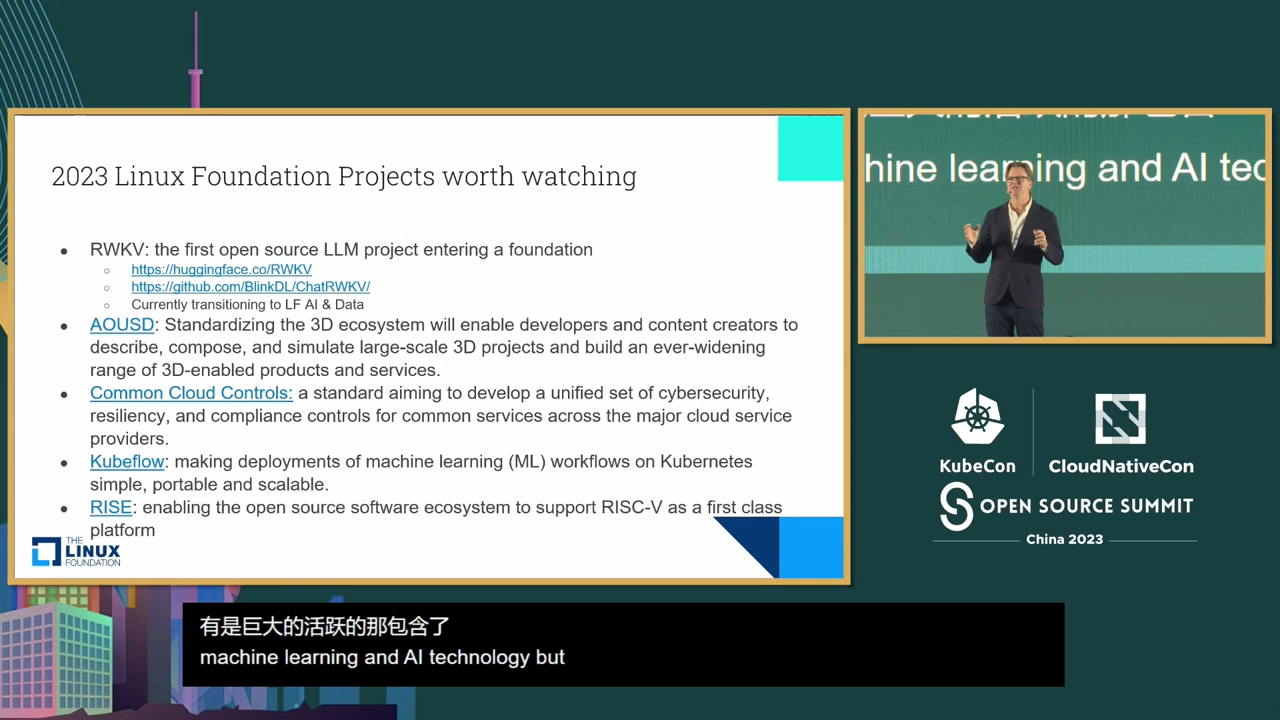 2023 Linux Foundation Projects worth watching
RWKV: the first open source LLM project entering a foundation
https://huggingface.co/RWKV
https://github.com/BlinkDL/ChatRWKV/
Currently transitioning to LF AI & Data
AOUSD: Standardizing the 3D ecosystem will enable developers and content creators to
describe, compose, and simulate large-scale 3D projects and build an ever-widening
range of 3D-enabled products and services.
Common Cloud Controls: a standard aiming to develop a unified set of cybersecurity,
resiliency, and compliance controls for common services across the major cloud service
providers.
Kubeflow: making deployments of machine learning (ML) workflows on Kubernetes
simple, portable and scalable.
RISE: enabling the open source software ecosystem to support RISC-V as a first class
platform
THE
LINUX
FOUNDATION
hine learning and AI tec
KubeCon
CloudNativeCon
OPEN SOURCE SUMMIT
China 2023
有是巨大的活跃的那包含了
machine learning and AI technology but